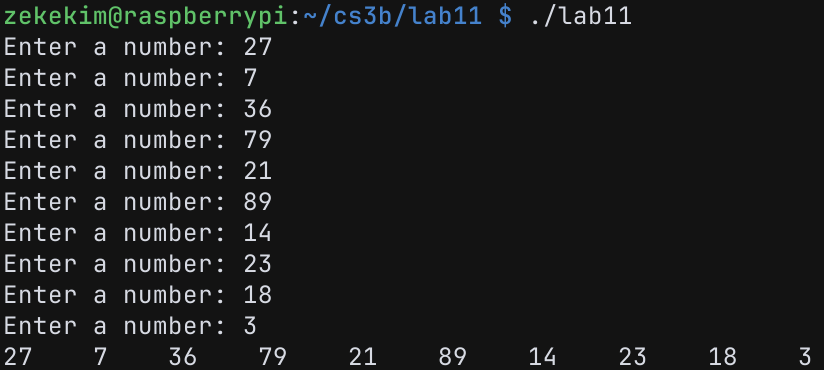 zekekim@raspberrypi:~/cs3b/lab11 $ ./lab11
Enter a number: 27
Enter a number: 7
Enter a number: 36
Enter a number: 79
Enter a number: 21
Enter a number: 89
Enter a number: 14
Enter a number: 23
Enter a number: 18
Enter a number: 3
27    7    36    79    21    89    14    23    18    3